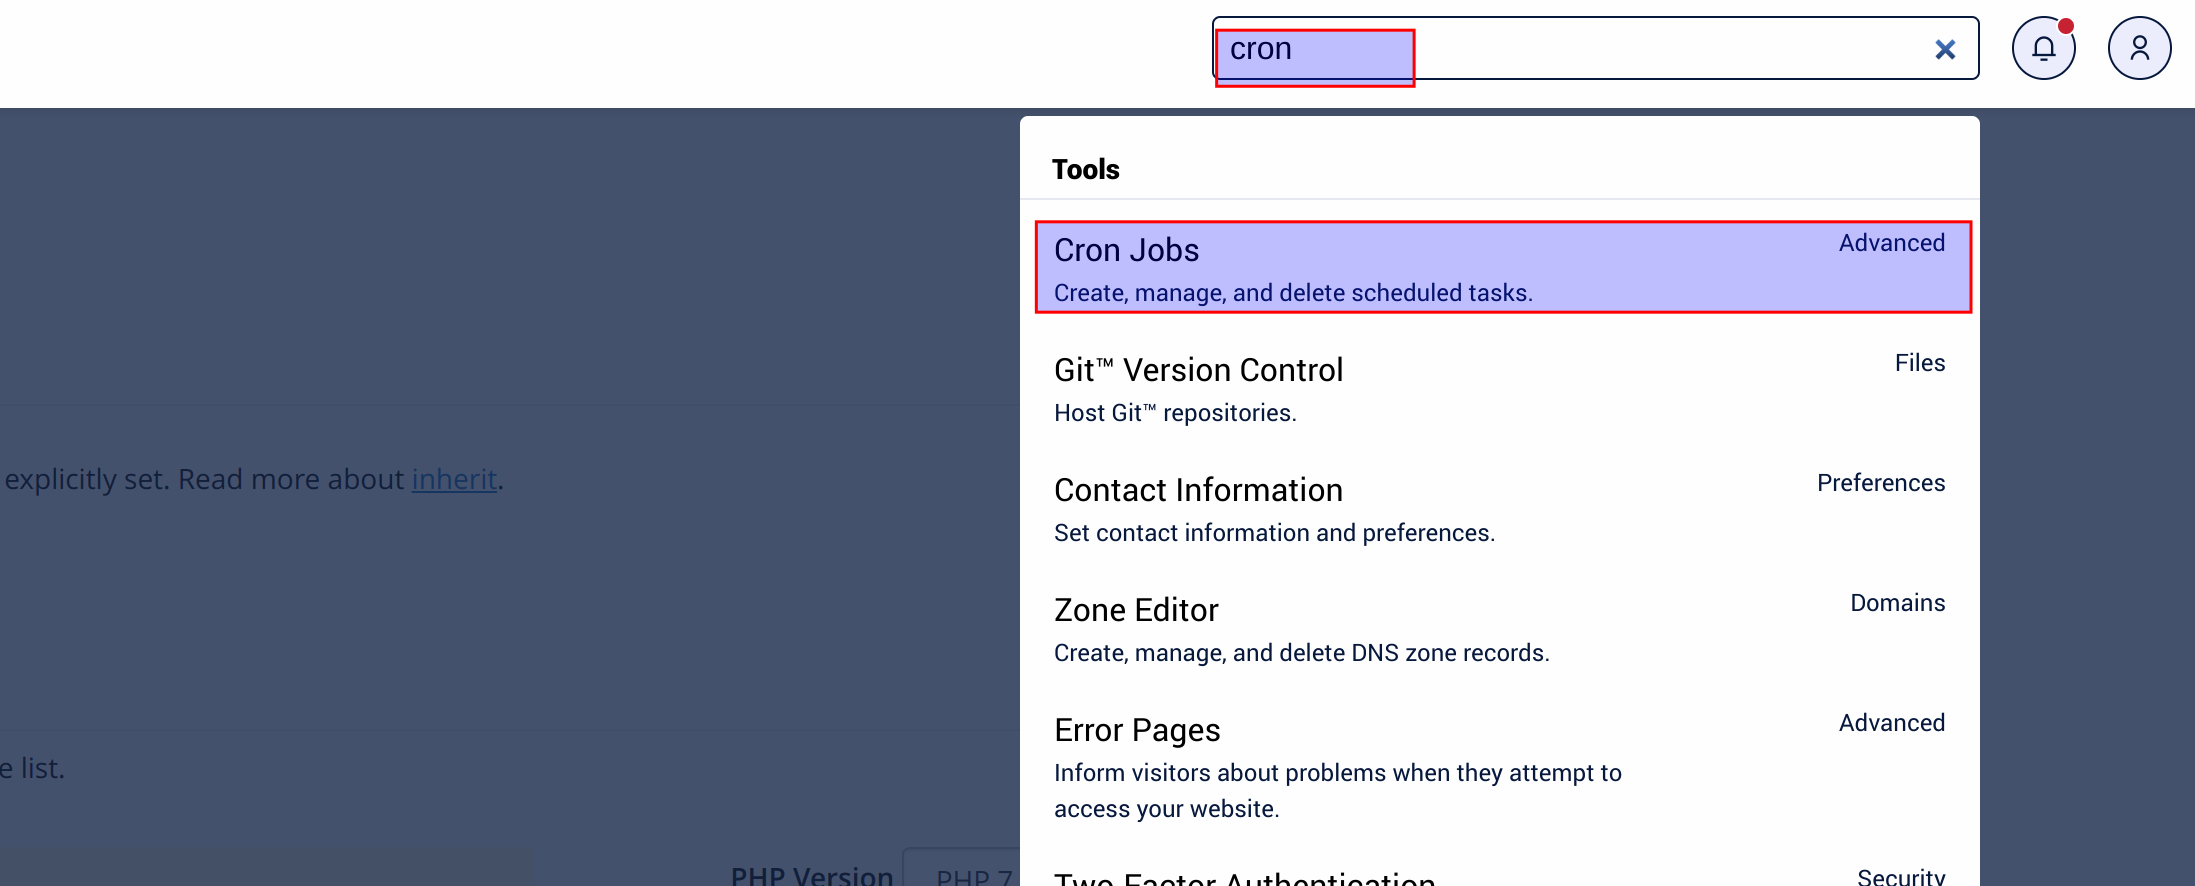 cron
Tools
Cron Jobs Advanced
Create, manage, and delete scheduled tasks.
Git™ Version Control Files
Host Git™ repositories.
explicitly set. Read more about inherit.
Contact Information Preferences
Set contact information and preferences.
Zone Editor Domains
Create, manage, and delete DNS zone records.
Error Pages Advanced
e list.
Inform visitors about problems when they attempt to
access your website.
PHP Version PHP 7
Two-Factor Authentication Security